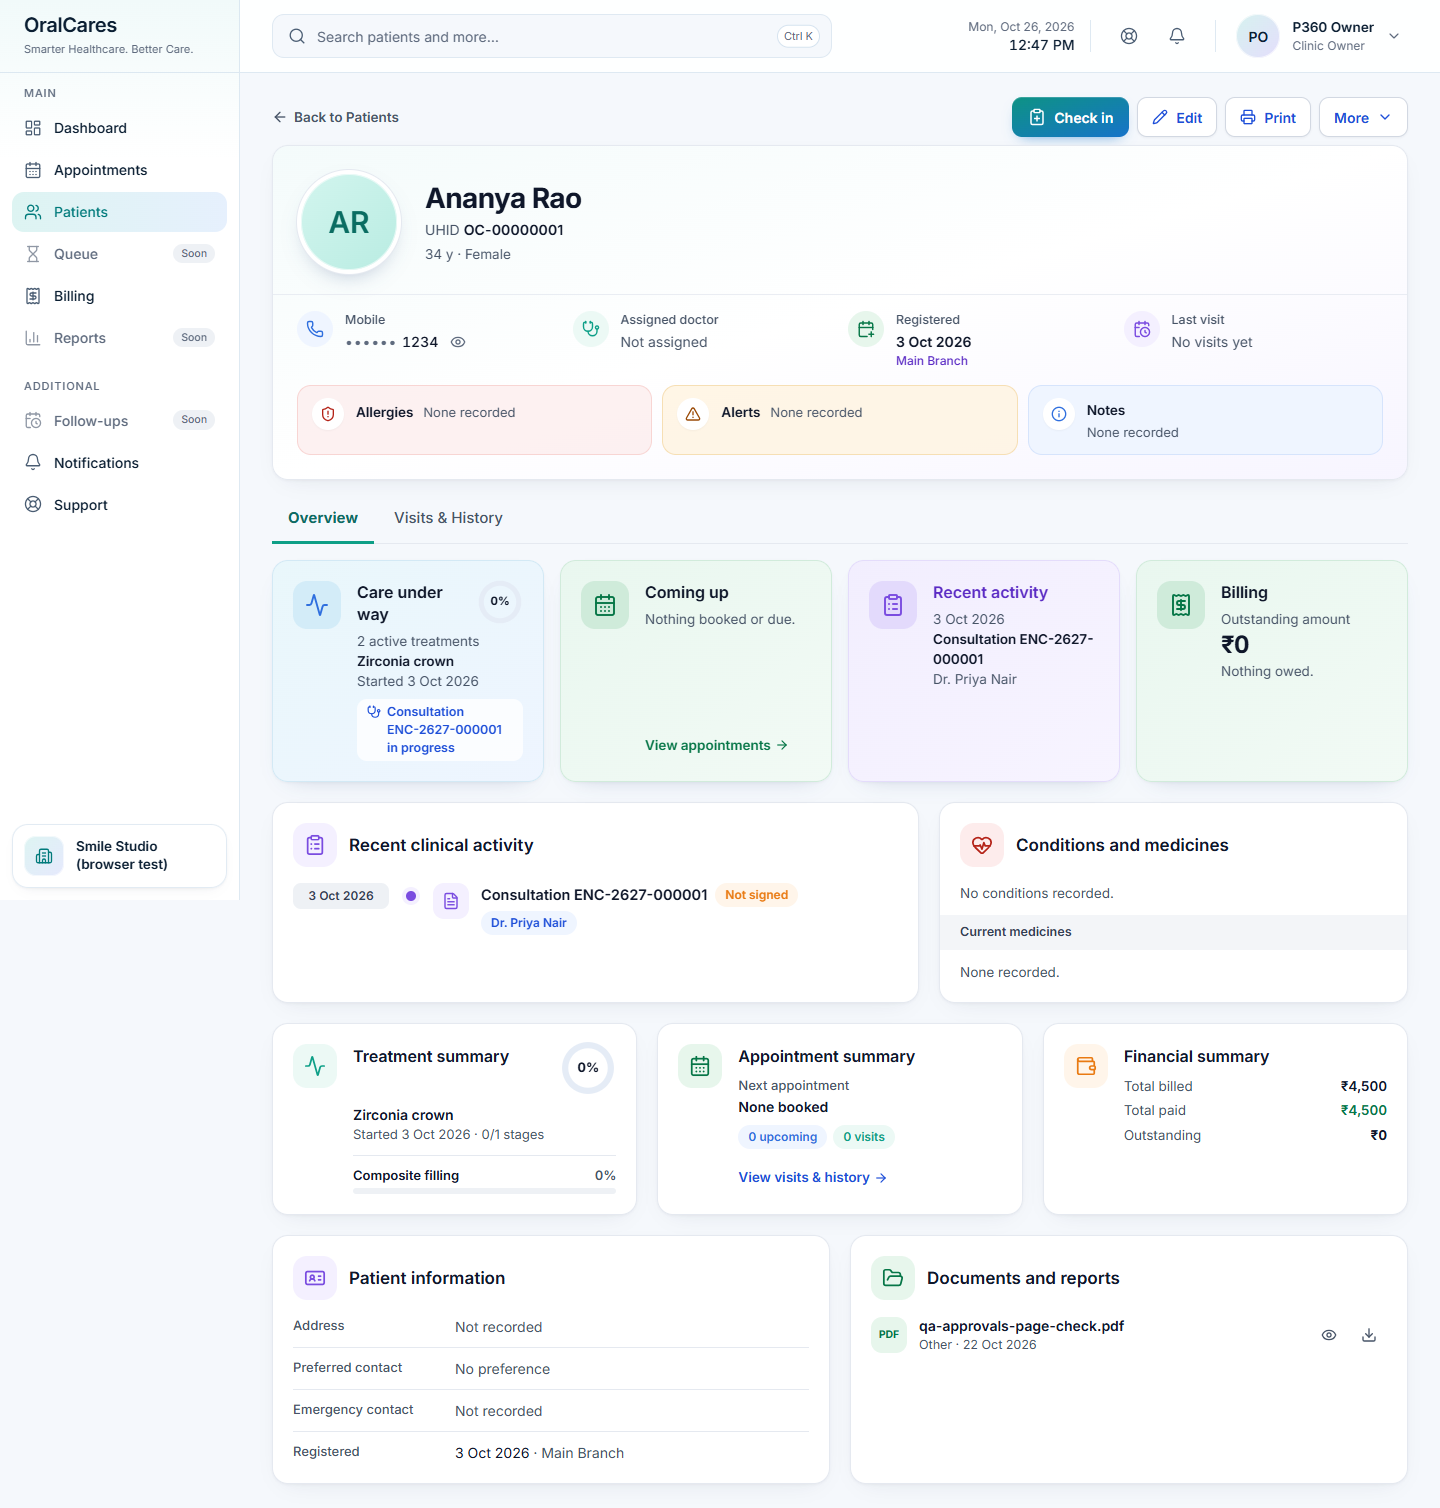 OralCares
Smarter Healthcare. Better Care.
Search patients and more...
Ctrl K
Mon, Oct 26, 2026
12:47 PM
PO
P360 Owner
Clinic Owner
MAIN
Dashboard
Appointments
Patients
Queue
Soon
Billing
Reports
Soon
ADDITIONAL
Follow-ups
Soon
Notifications
Support
Smile Studio
(browser test)
Back to Patients
Check in
Edit
Print
More
AR
Ananya Rao
UHID OC-00000001
34 y · Female
Mobile
•••••• 1234
Assigned doctor
Not assigned
Registered
3 Oct 2026
Main Branch
Last visit
No visits yet
Allergies None recorded
Alerts None recorded
Notes
None recorded
Overview
Visits & History
Care under
way
0%
2 active treatments
Zirconia crown
Started 3 Oct 2026
Consultation
ENC-2627-000001
in progress
Coming up
Nothing booked or due.
View appointments →
Recent activity
3 Oct 2026
Consultation ENC-2627-
000001
Dr. Priya Nair
Billing
Outstanding amount
₹0
Nothing owed.
Recent clinical activity
3 Oct 2026
Consultation ENC-2627-000001
Not signed
Dr. Priya Nair
Conditions and medicines
No conditions recorded.
Current medicines
None recorded.
Treatment summary
0%
Zirconia crown
Started 3 Oct 2026 · 0/1 stages
Composite filling
0%
Appointment summary
Next appointment
None booked
0 upcoming
0 visits
View visits & history →
Financial summary
Total billed ₹4,500
Total paid ₹4,500
Outstanding ₹0
Patient information
Address Not recorded
Preferred contact No preference
Emergency contact Not recorded
Registered 3 Oct 2026 · Main Branch
Documents and reports
PDF
qa-approvals-page-check.pdf
Other · 22 Oct 2026